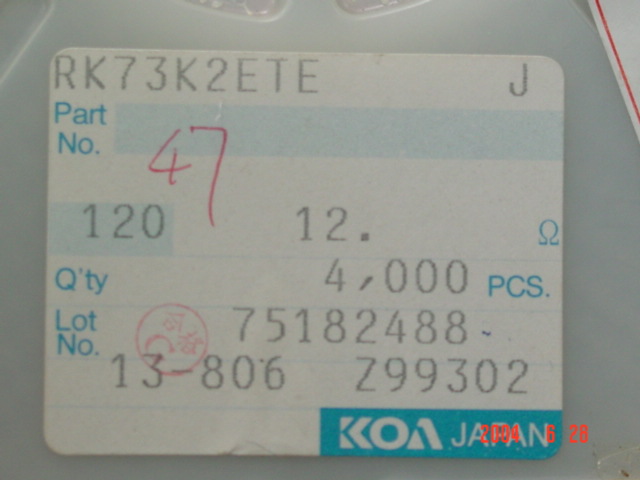 RK73K2ETE J
Part
No.
47
120 12. Ω
Q'ty 4,000 PCS.
Lot
No. 75182488
13-806 Z99302
KOA JAPAN
2004 6 28